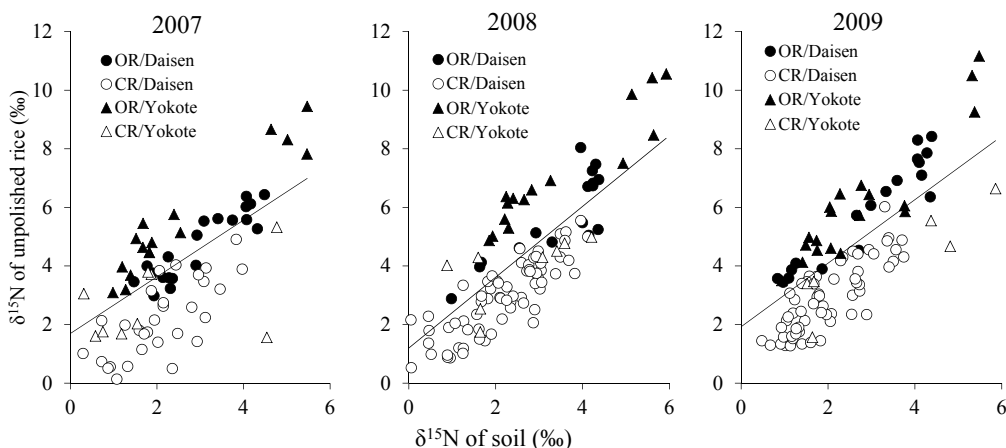 2007
2008
2009
δ¹⁵N of unpolished rice (‰)
14
12
10
8
6
4
2
0
OR/Daisen
CR/Daisen
OR/Yokote
CR/Yokote
0 2 4 6
14
12
10
8
6
4
2
0
OR/Daisen
CR/Daisen
OR/Yokote
CR/Yokote
0 2 4 6
14
12
10
8
6
4
2
0
OR/Daisen
CR/Daisen
OR/Yokote
CR/Yokote
0 2 4 6
δ¹⁵N of soil (‰)